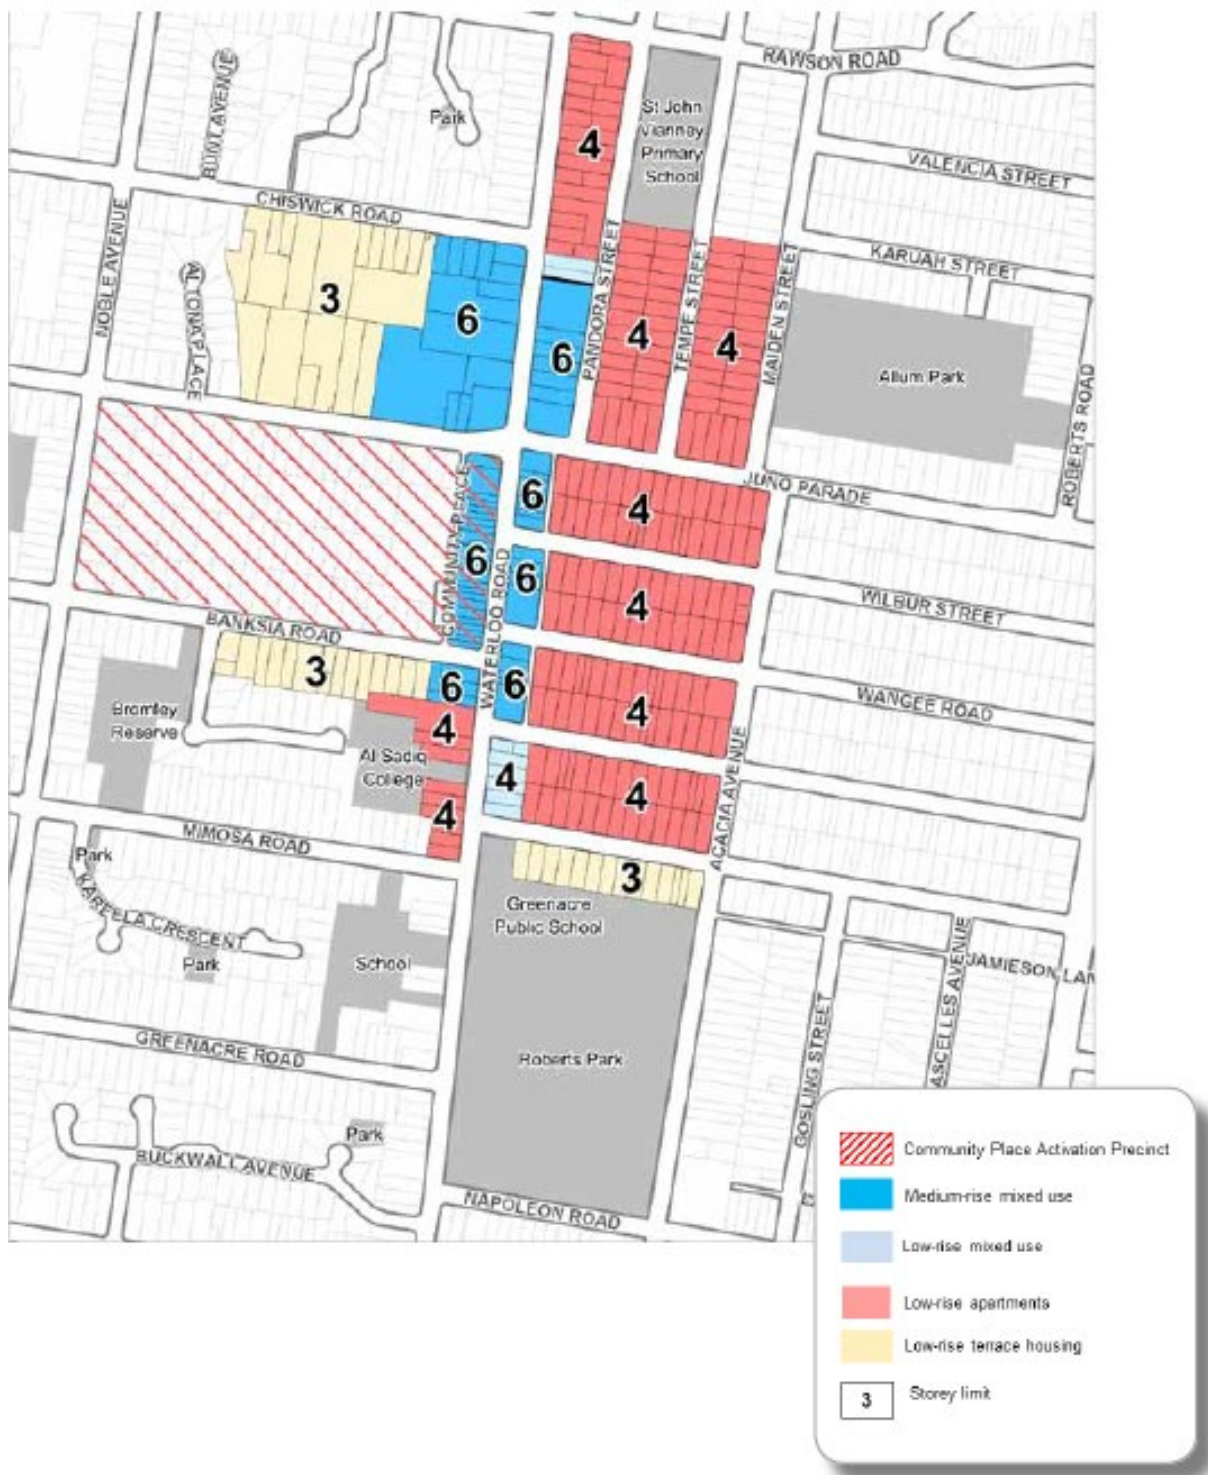 RAWSON ROAD
BUNT AVENUE
Park
4
St John
Vianney
Primary
School
VALENCIA STREET
CHISWICK ROAD
NOBLE AVENUE
ALTONA PLACE
3
6
6
PANDORA STREET
4
TEMPE STREET
4
MAIDEN STREET
KARUAH STREET
Allum Park
ROBERTS ROAD
JUNO PARADE
COMMUNITY PLACE
6
6
4
WATERLOO ROAD
6
4
WILBUR STREET
BANKSIA ROAD
3
6
6
4
WANGEE ROAD
Bromley
Reserve
4
Al Sadiq
College
4
4
4
ACACIA AVENUE
MIMOSA ROAD
Park
KAREELA CRESCENT
Park
School
3
Greenacre
Public School
JAMIESON LAN
ASCELLES AVENUE
GOSLING STREET
GREENACRE ROAD
Roberts Park
Park
BUCKWALL AVENUE
NAPOLEON ROAD
Community Place Activation Precinct
Medium-rise mixed use
Low-rise mixed use
Low-rise apartments
Low-rise terrace housing
3
Storey limit